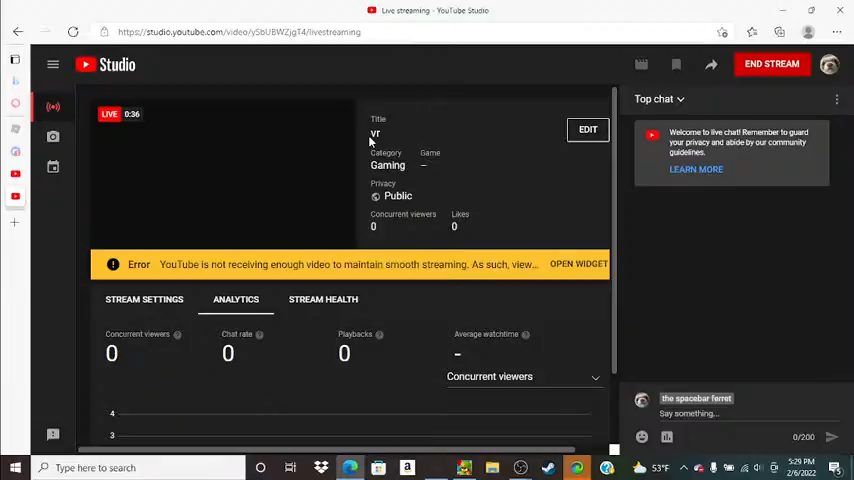 Live streaming - YouTube Studio
https://studio.youtube.com/video/ySbUBWZjgT4/livestreaming
Studio
END STREAM
LIVE 0:36
Title
vr
EDIT
Category Game
Gaming –
Privacy
Public
Concurrent viewers Likes
0 0
Error YouTube is not receiving enough video to maintain smooth streaming. As such, view... OPEN WIDGET
STREAM SETTINGS ANALYTICS STREAM HEALTH
Concurrent viewers Chat rate Playbacks Average watchtime
0 0 0 -
Concurrent viewers
4
3
Top chat
Welcome to live chat! Remember to guard
your privacy and abide by our community
guidelines.
LEARN MORE
the spacebar ferret
Say something...
0/200
Type here to search
53°F
5:29 PM
2/6/2022
5